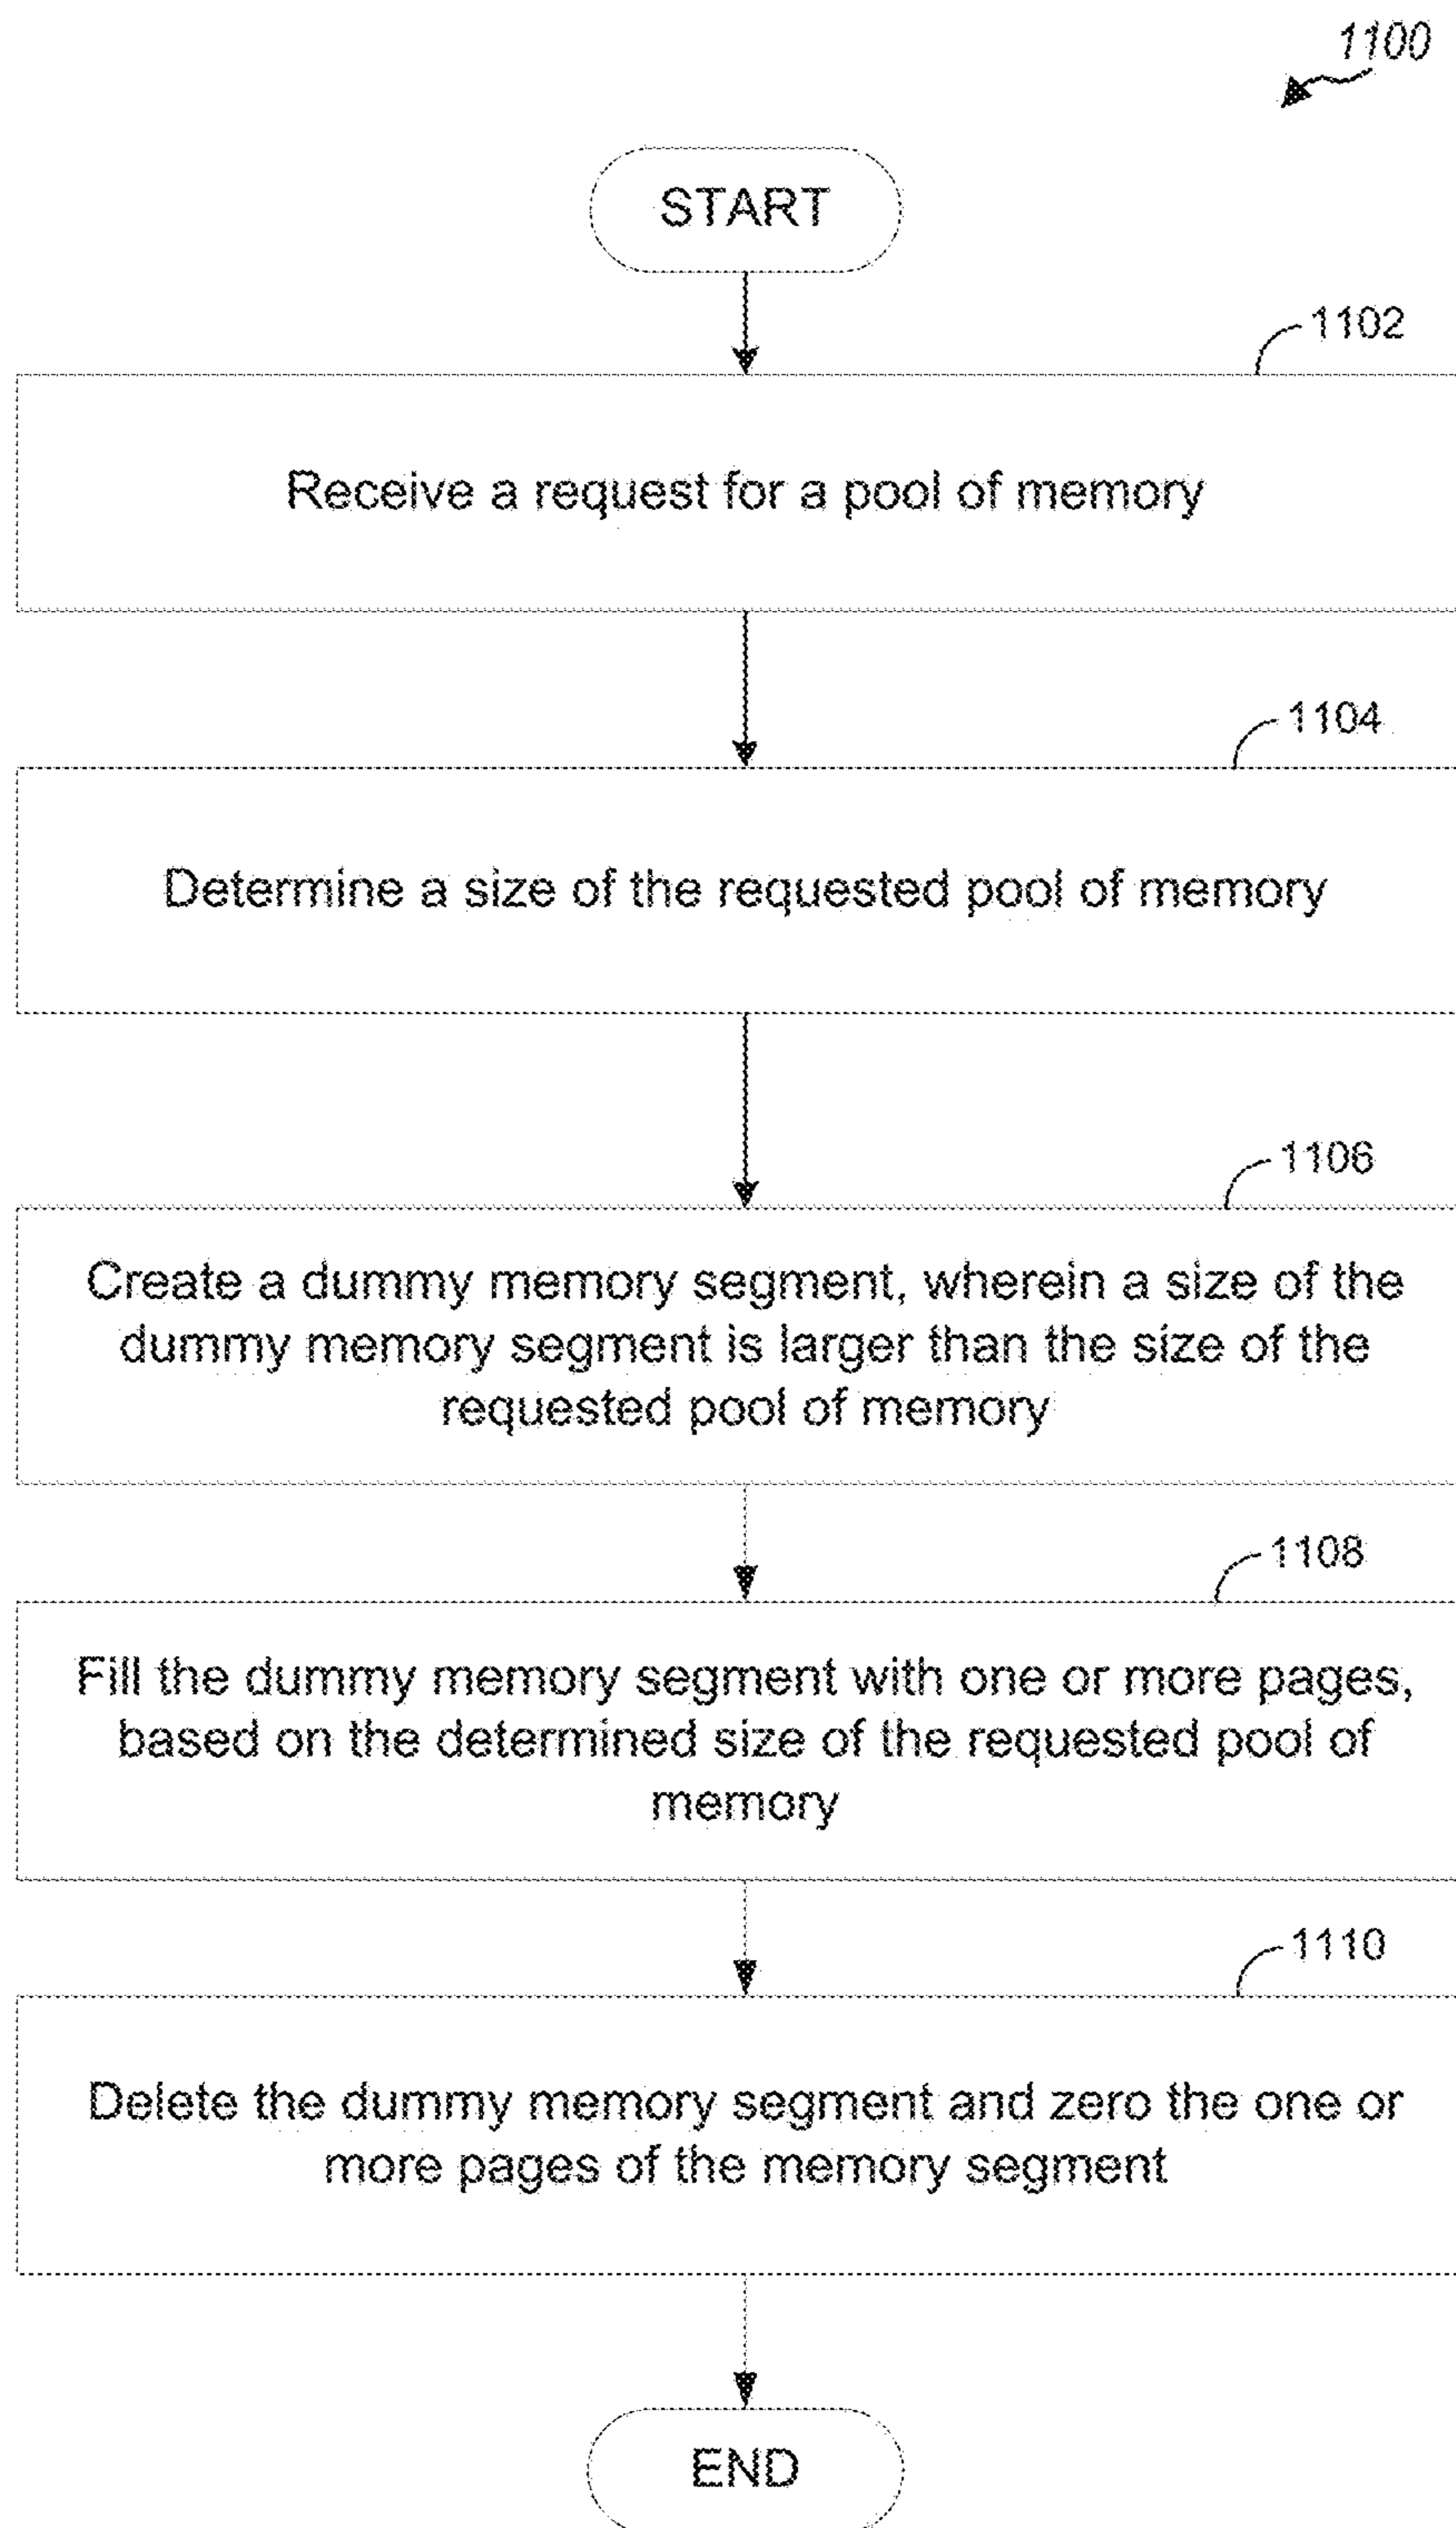 1100
START
1102
Receive a request for a pool of memory
1104
Determine a size of the requested pool of memory
1106
Create a dummy memory segment, wherein a size of the
dummy memory segment is larger than the size of the
requested pool of memory
1108
Fill the dummy memory segment with one or more pages,
based on the determined size of the requested pool of
memory
1110
Delete the dummy memory segment and zero the one or
more pages of the memory segment
END